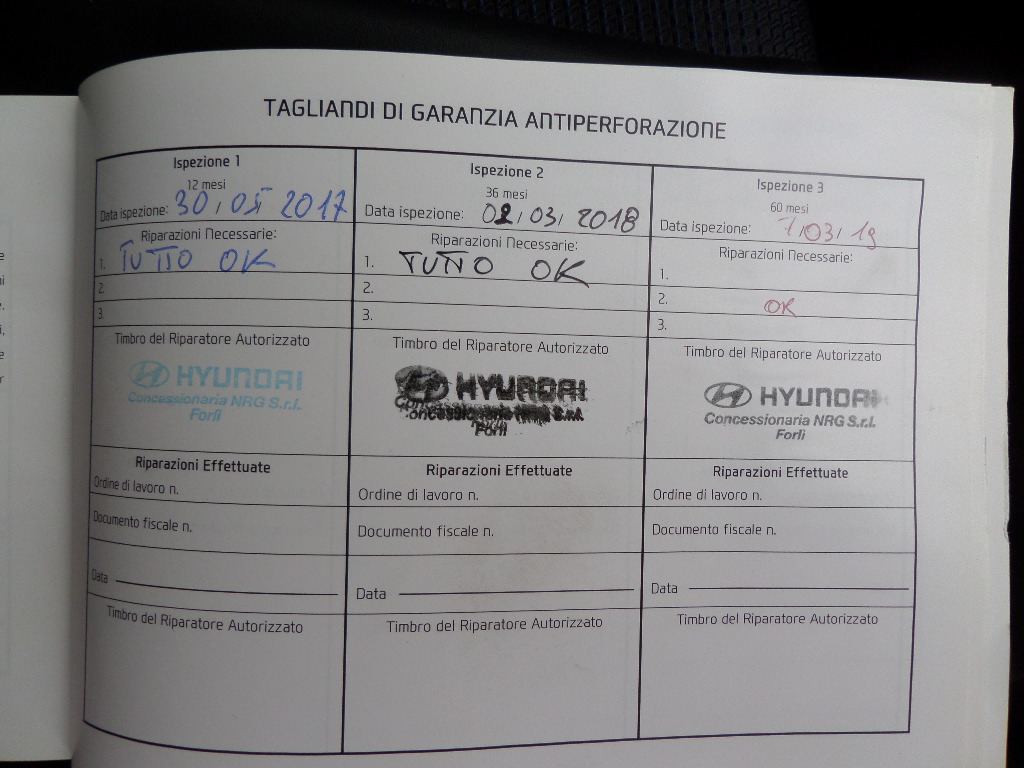 TAGLIANDI DI GARANZIA ANTIPERFORAZIONE
Ispezione 1
12 mesi
Data ispezione: 30, 05 2017
Riparazioni Necessarie:
1. TUTTO OK
2.
3.
Timbro del Riparatore Autorizzato
HYUNDAI
Concessionaria NRG S.r.l.
Forlì
Riparazioni Effettuate
Ordine di lavoro n.
Documento fiscale n.
Data
Timbro del Riparatore Autorizzato
Ispezione 2
36 mesi
Data ispezione: 02, 03, 2018
Riparazioni Necessarie:
1. TUTTO OK
2.
3.
Timbro del Riparatore Autorizzato
HYUNDAI
Concessionaria NRG S.r.l.
Forlì
Riparazioni Effettuate
Ordine di lavoro n.
Documento fiscale n.
Data
Timbro del Riparatore Autorizzato
Ispezione 3
60 mesi
Data ispezione: 7,03,19
Riparazioni Necessarie:
1.
2. OK
3.
Timbro del Riparatore Autorizzato
HYUNDAI
Concessionaria NRG S.r.l.
Forlì
Riparazioni Effettuate
Ordine di lavoro n.
Documento fiscale n.
Data
Timbro del Riparatore Autorizzato